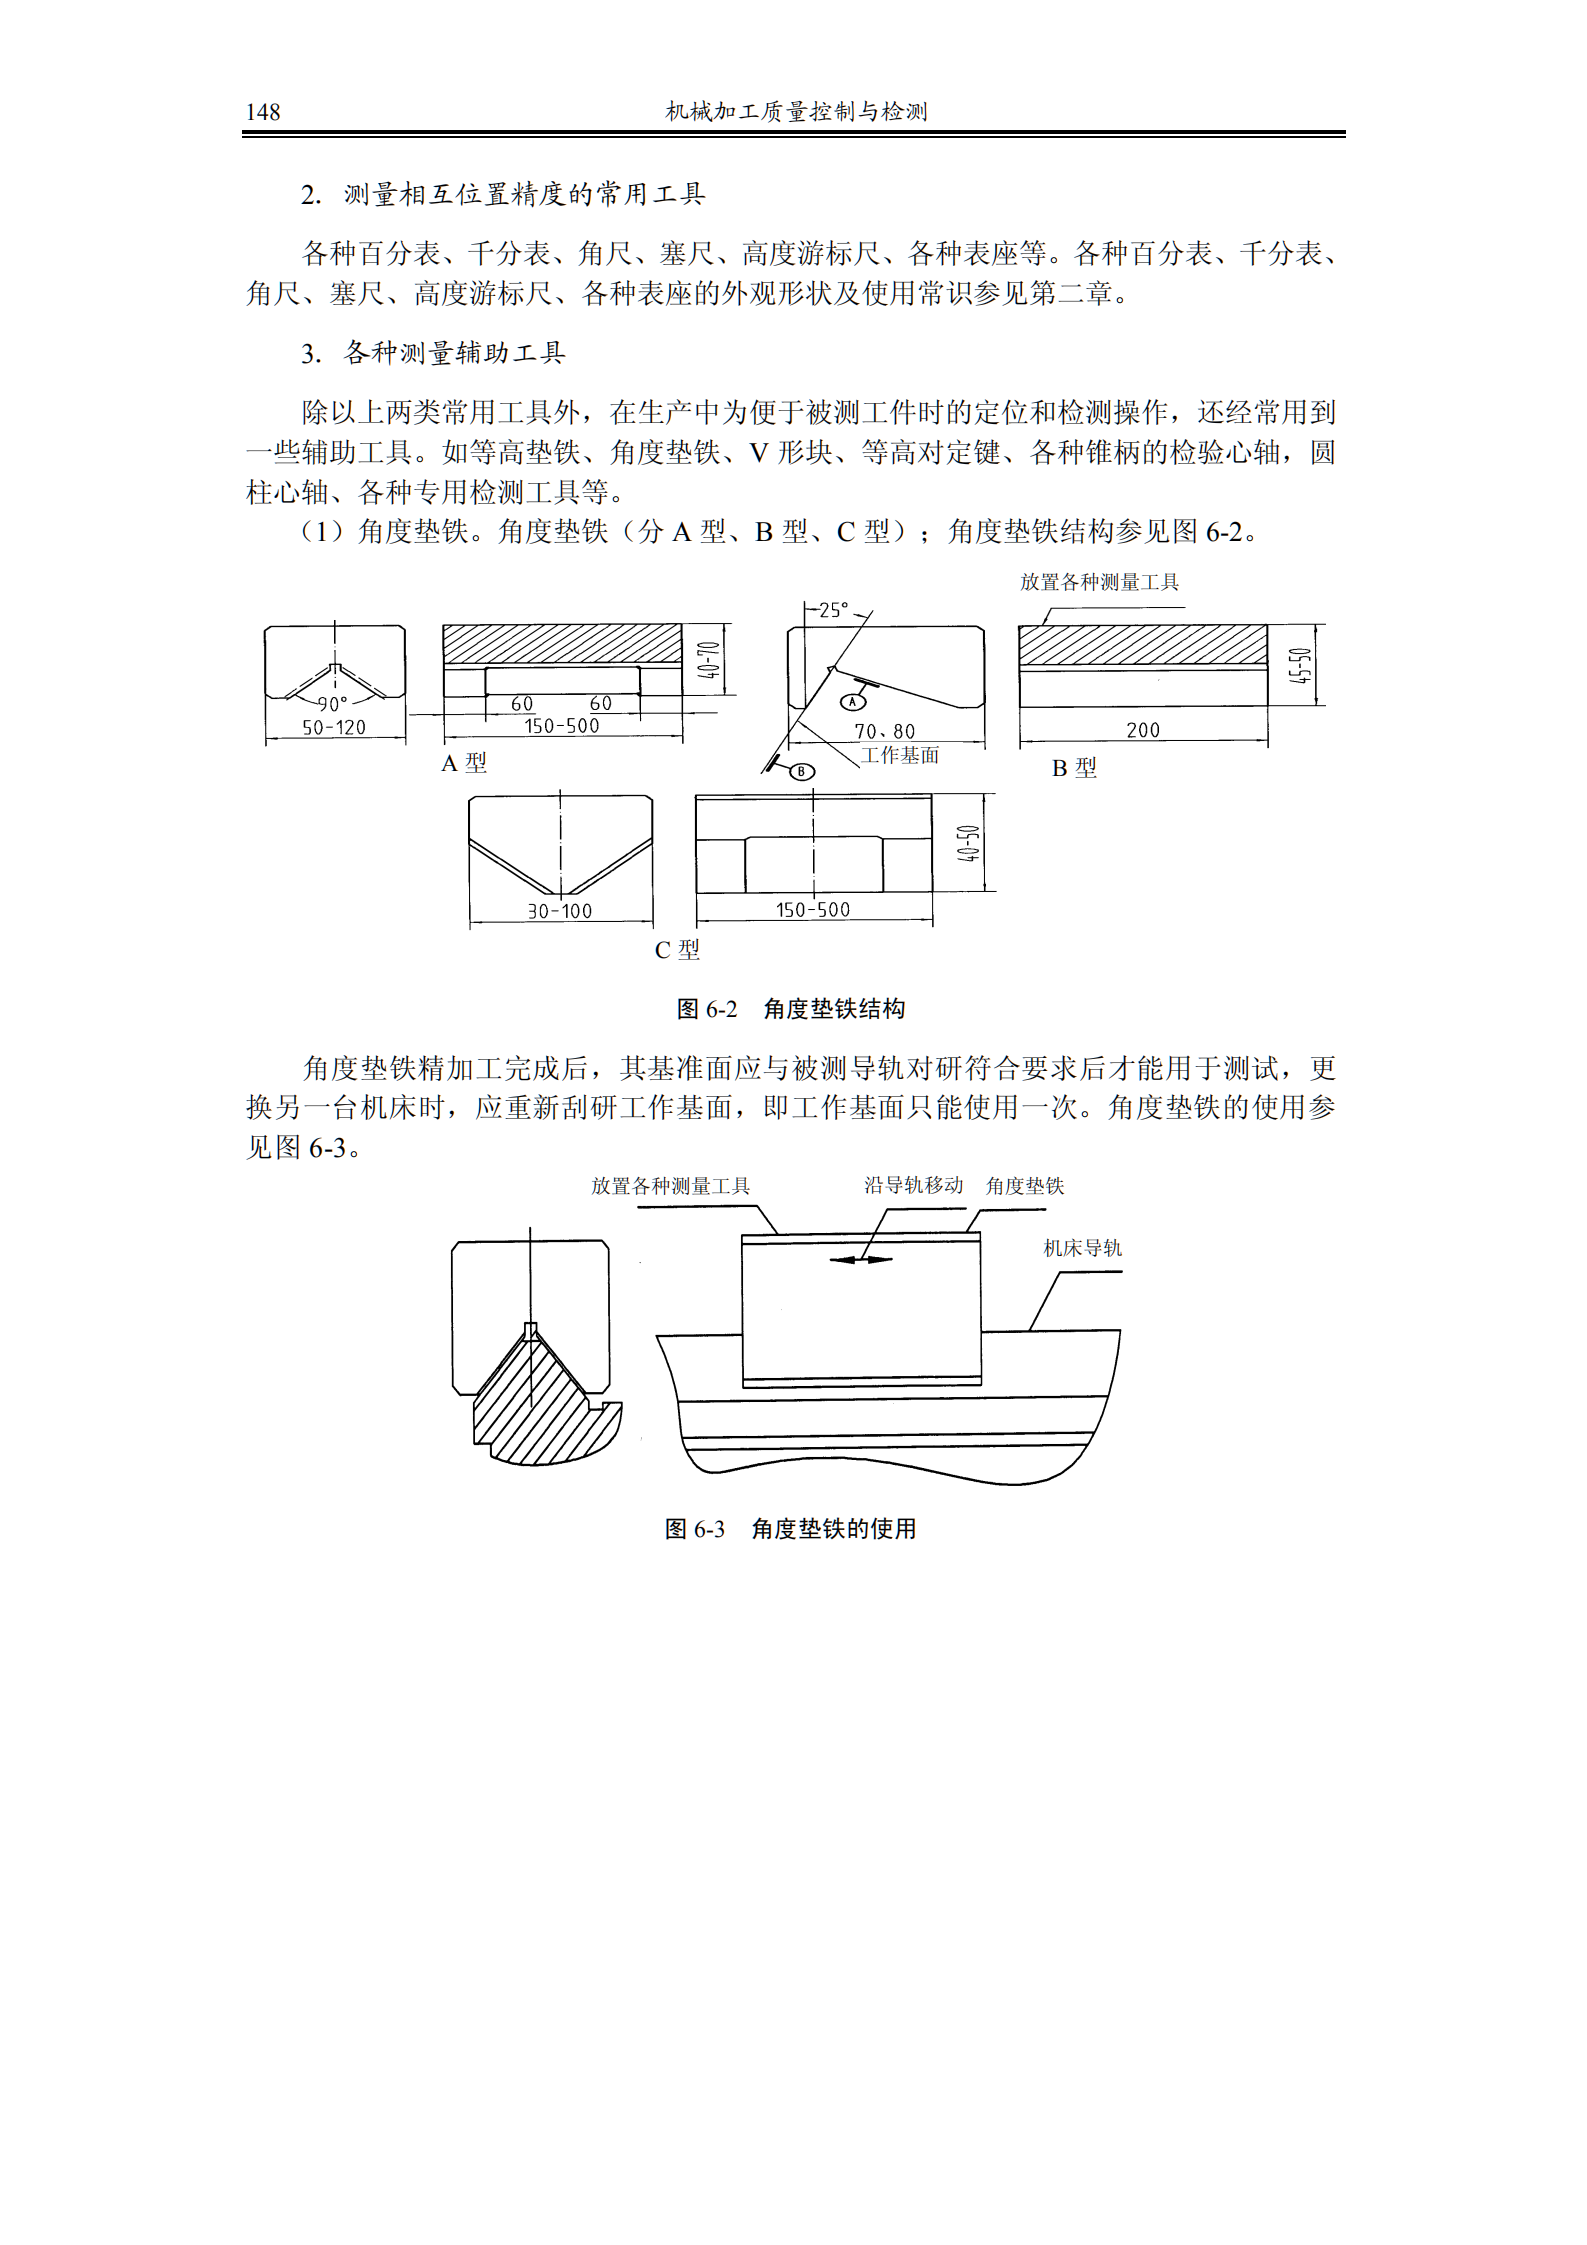 148
机械加工质量控制与检测
2. 测量相互位置精度的常用工具
各种百分表、千分表、角尺、塞尺、高度游标尺、各种表座等。各种百分表、千分表、
角尺、塞尺、高度游标尺、各种表座的外观形状及使用常识参见第二章。
3. 各种测量辅助工具
除以上两类常用工具外，在生产中为便于被测工件时的定位和检测操作，还经常用到
一些辅助工具。如等高垫铁、角度垫铁、V 形块、等高对定键、各种锥柄的检验心轴，圆
柱心轴、各种专用检测工具等。
（1）角度垫铁。角度垫铁（分 A 型、B 型、C 型）；角度垫铁结构参见图 6-2。
放置各种测量工具
25°
40-70
45-50
90°
60
60
A
50-120
150-500
70、80
200
工作基面
A 型
B
B 型
40-50
30-100
150-500
C 型
图 6-2 角度垫铁结构
角度垫铁精加工完成后，其基准面应与被测导轨对研符合要求后才能用于测试，更
换另一台机床时，应重新刮研工作基面，即工作基面只能使用一次。角度垫铁的使用参
见图 6-3。
放置各种测量工具
沿导轨移动
角度垫铁
机床导轨
图 6-3 角度垫铁的使用